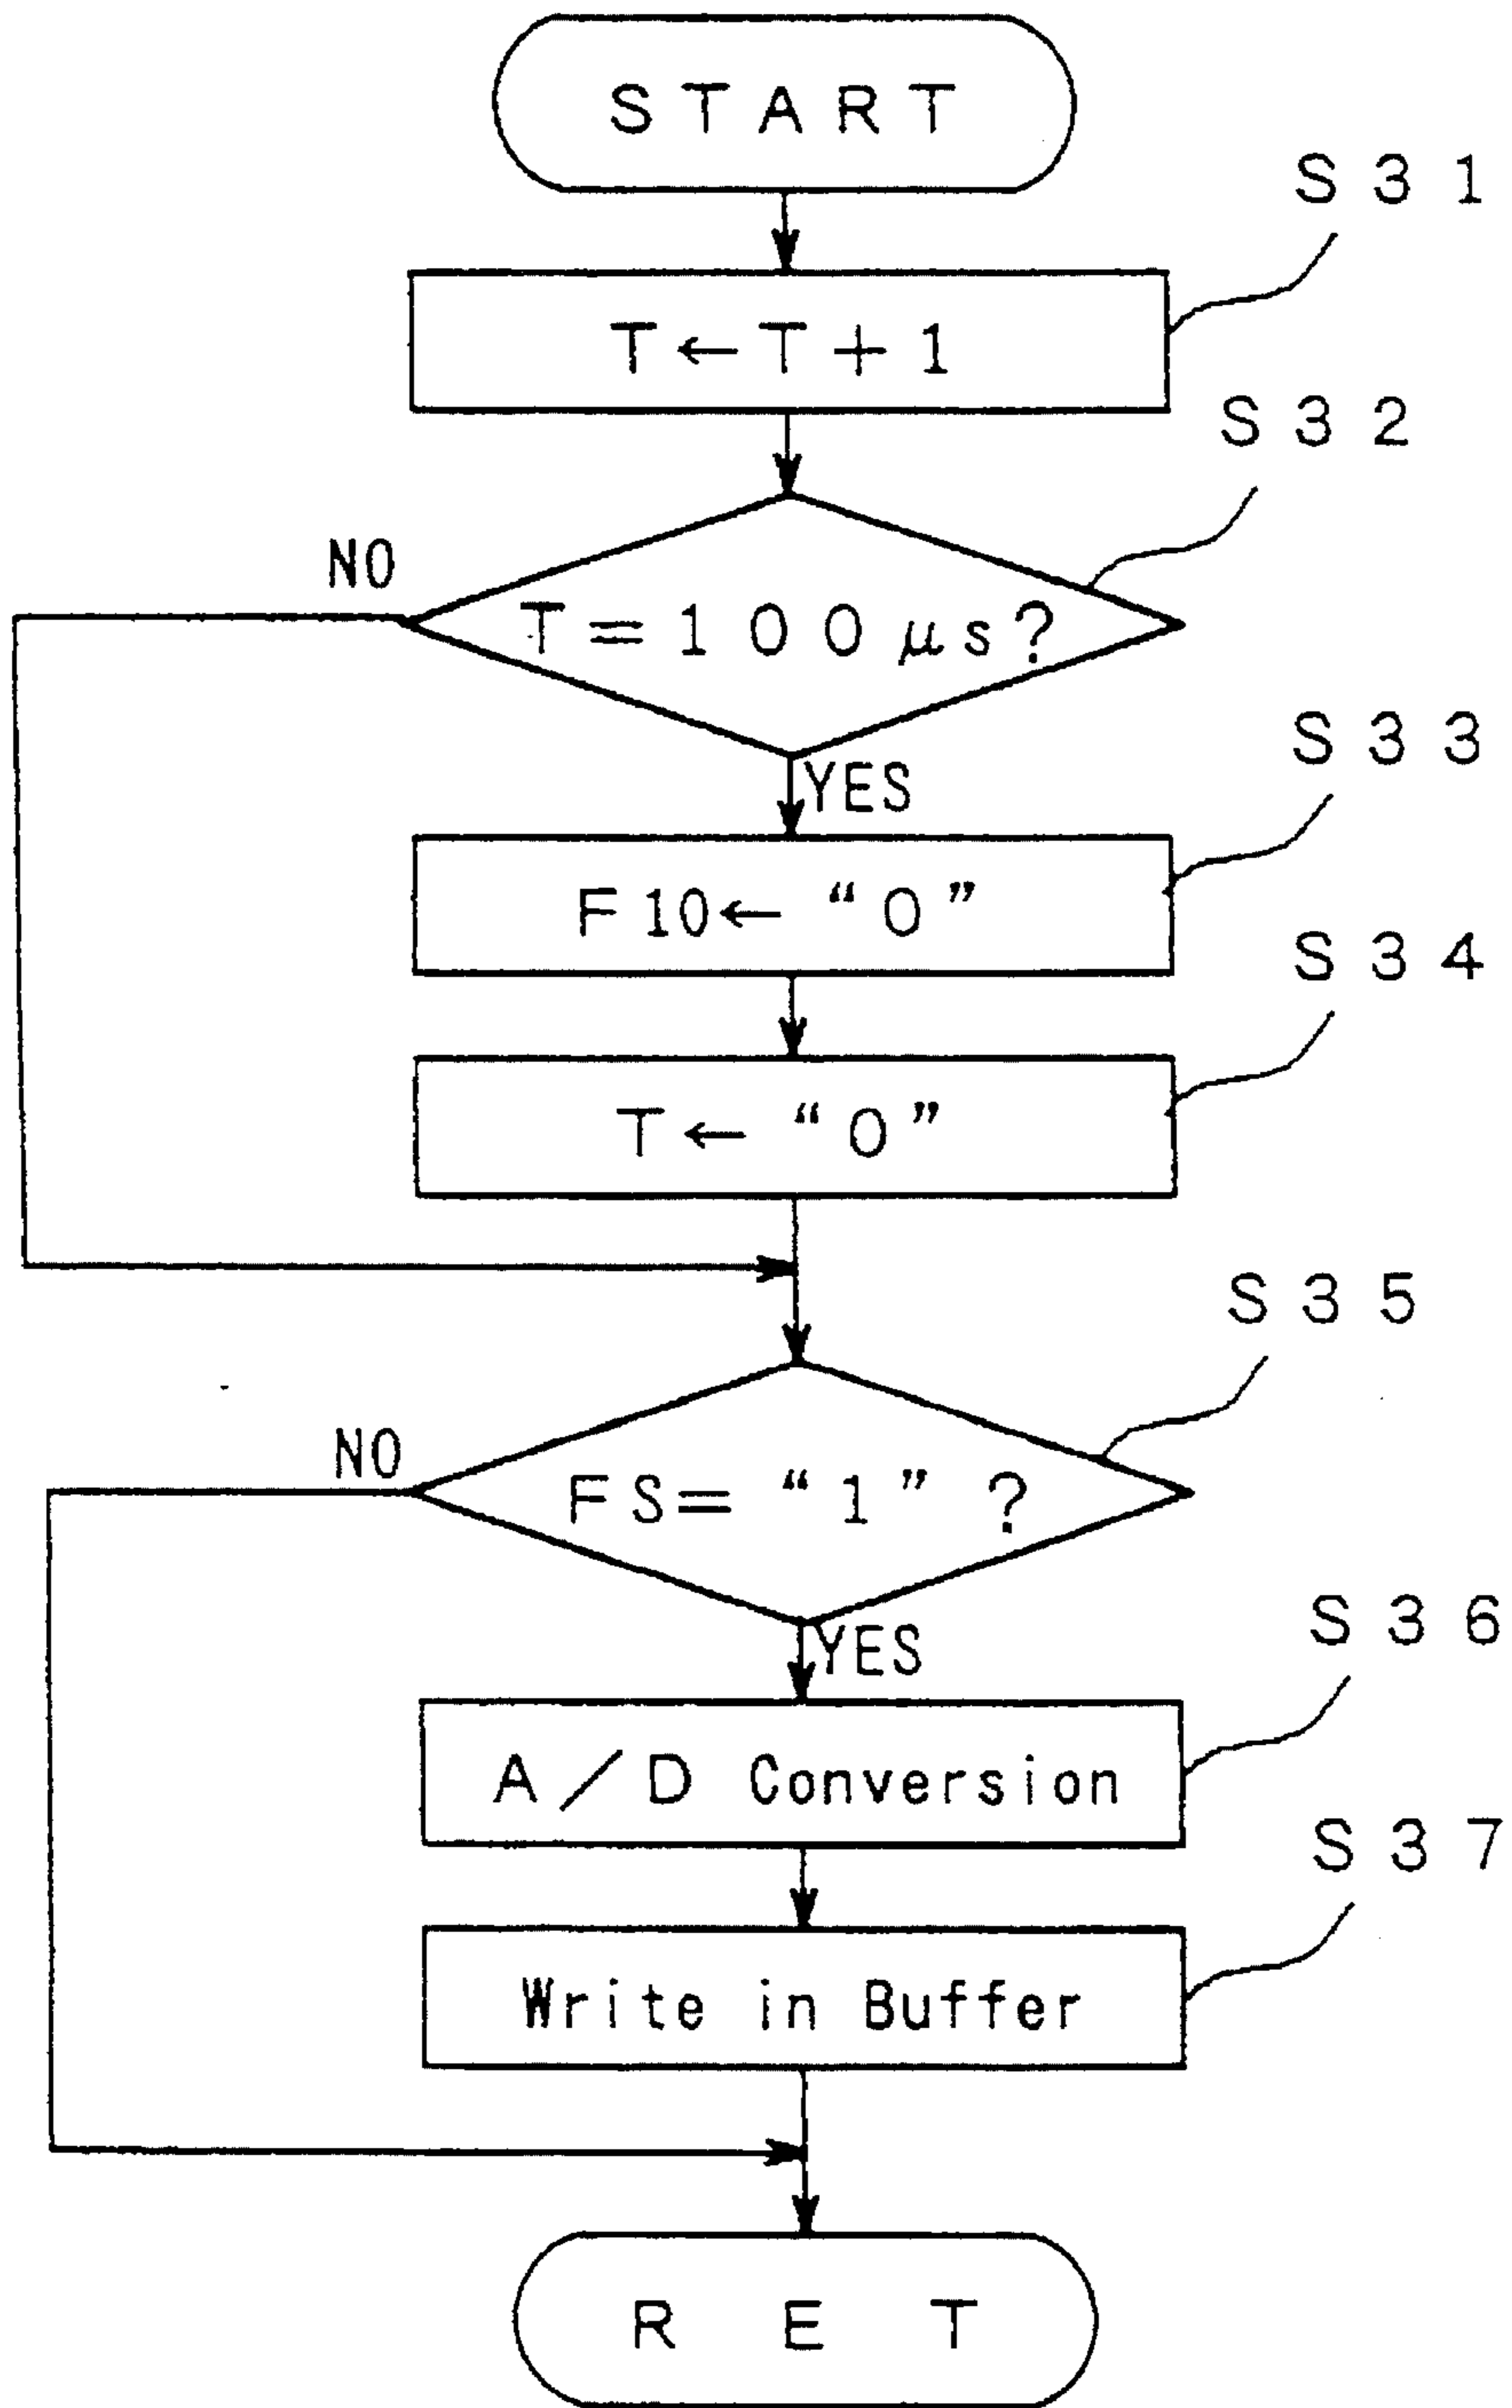 START
S31
T←T+1
S32
NO
T=100μs?
YES
S33
F10←“0”
S34
T←“0”
S35
NO
FS=“1”?
YES
S36
A/D Conversion
S37
Write in Buffer
RET